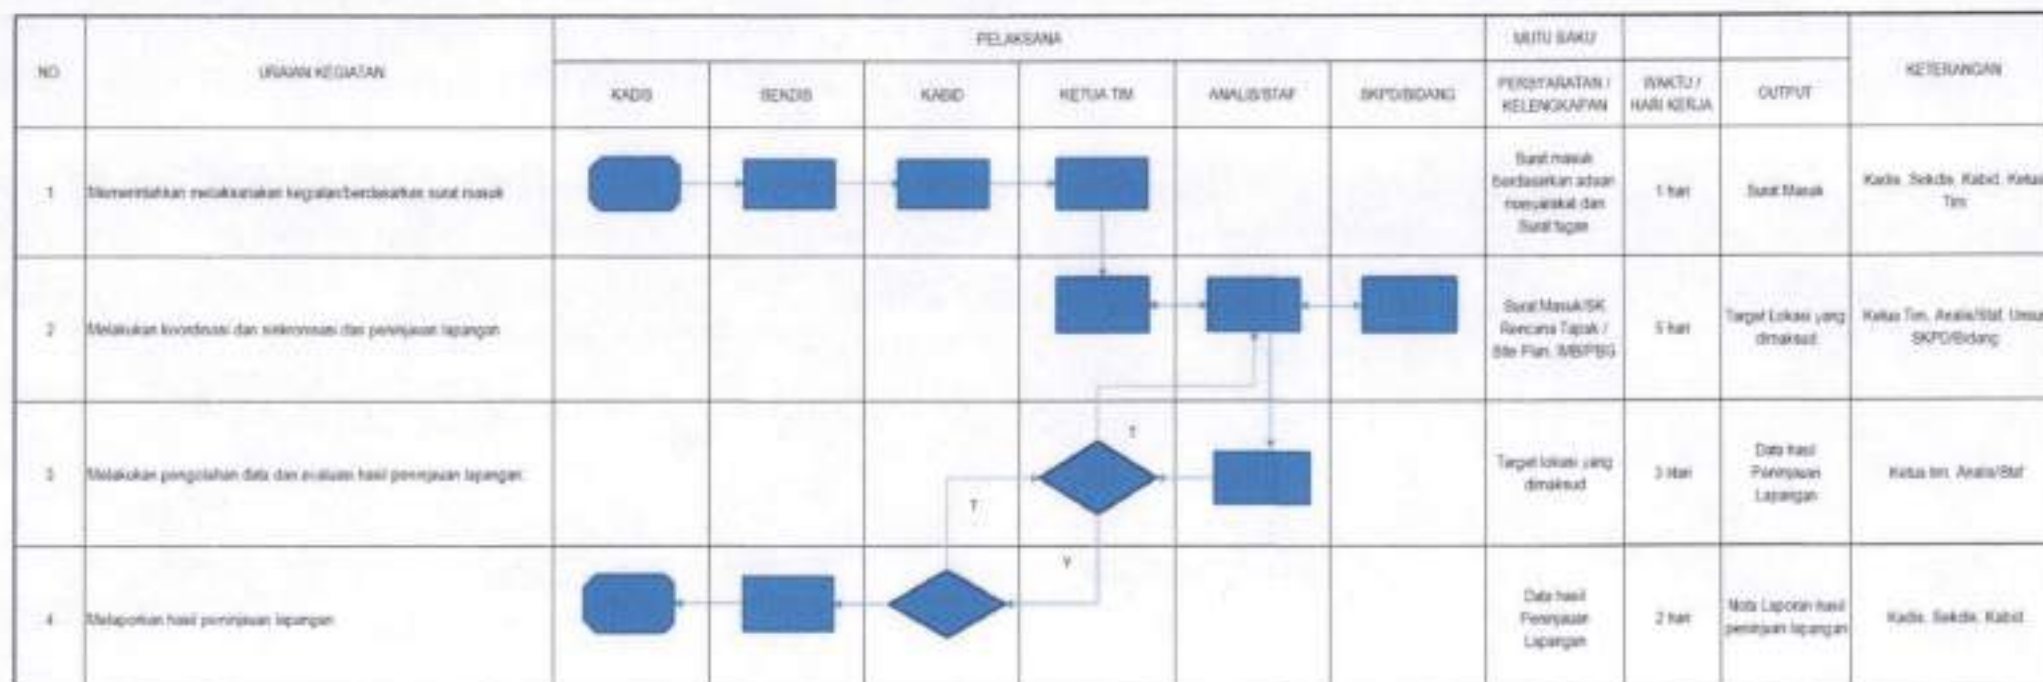 PELAKSANA
MUTU BAKU
NO
URAIAN KEGIATAN
KETERANGAN
KADIS
SEKDIS
KABID
KETUA TIM
ANALIS/STAF
SKPD/BIDANG
PERSYARATAN /
KELENGKAPAN
WAKTU /
HARI KERJA
OUTPUT
1
Memerintahkan melaksanakan kegiatan/berdasarkan surat masuk
Surat masuk
berdasarkan aduan
masyarakat dan
Surat tugas
1 hari
Surat Masuk
Kadis, Sekdis, Kabid, Ketua
Tim
2
Melakukan koordinasi dan sinkronisasi dan peninjauan lapangan
Surat Masuk/SK
Rencana Tapak /
Site Plan, IMB/PBG
5 hari
Target Lokasi yang
dimaksud
Ketua Tim, Analis/Staf, Unsur
SKPD/Bidang
T
3
Melakukan pengolahan data dan evaluasi hasil peninjauan lapangan
Target lokasi yang
dimaksud
3 Hari
Data hasil
Peninjauan
Lapangan
Ketua tim, Analis/Staf
T
Y
4
Melaporkan hasil peninjauan lapangan
Data hasil
Peninjauan
Lapangan
2 hari
Nota Laporan hasil
peninjuan lapangan
Kadis, Sekdis, Kabid